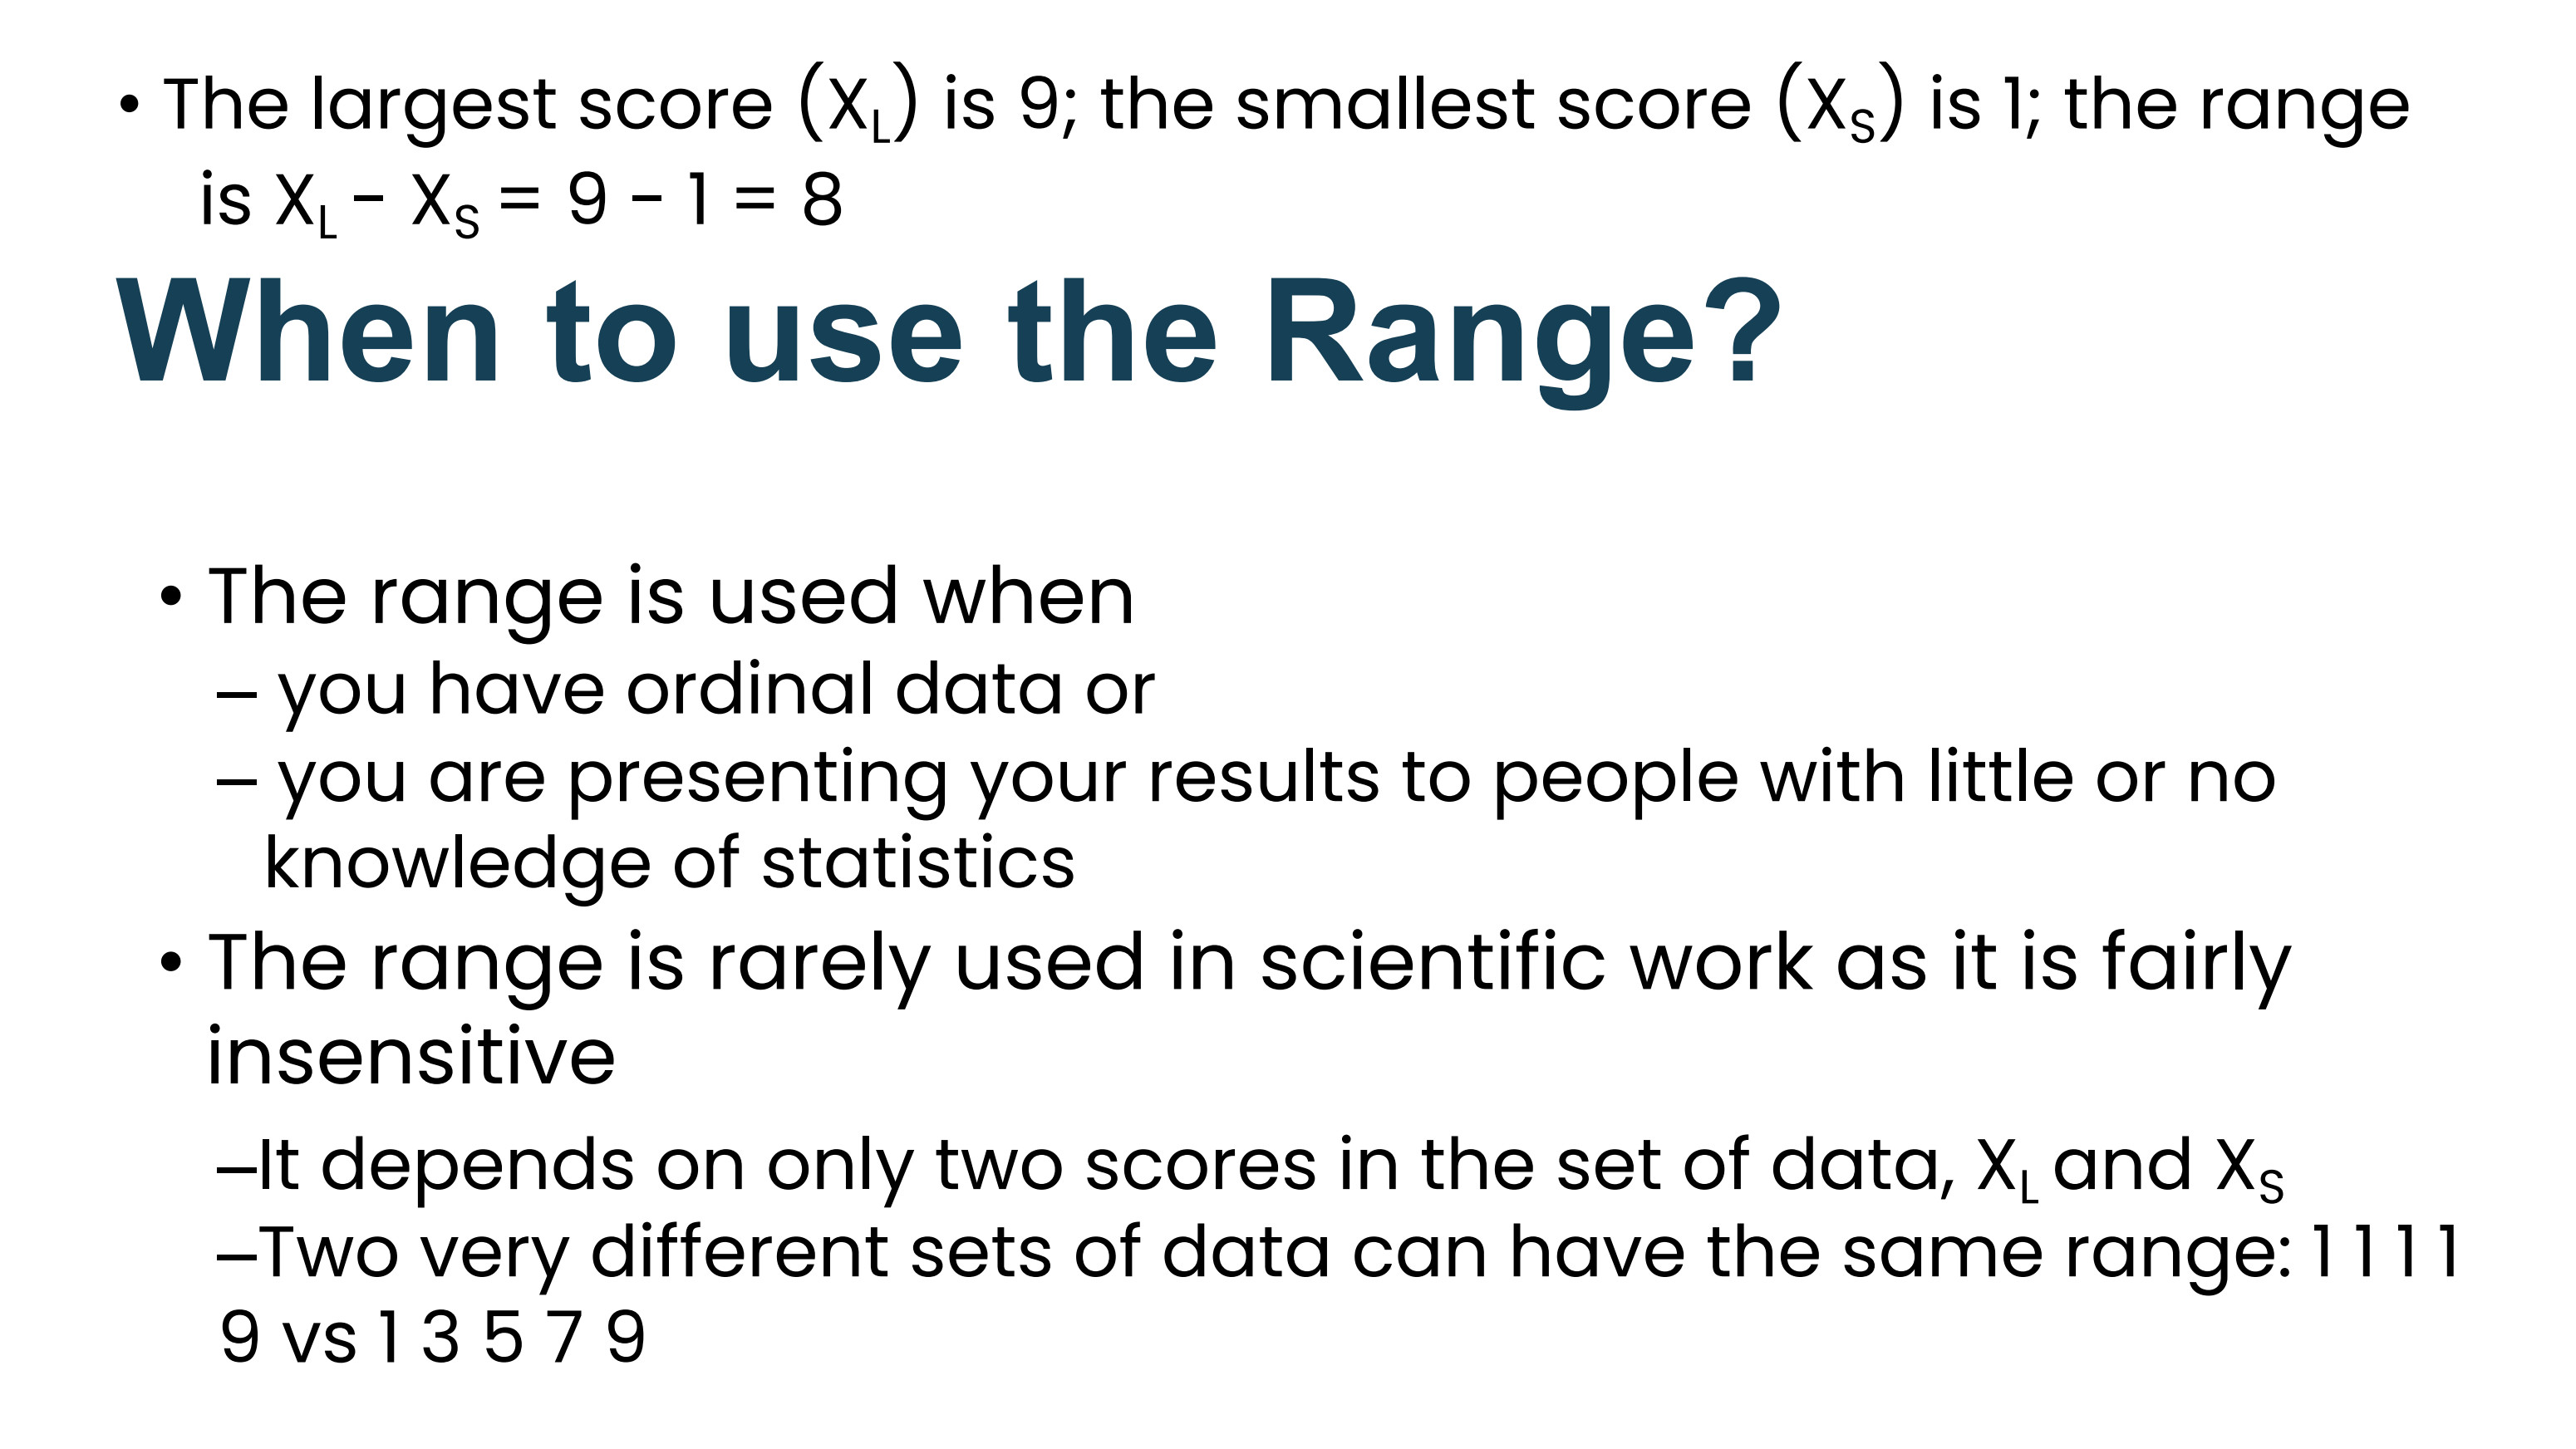 • The largest score (XL) is 9; the smallest score (XS) is 1; the range
is XL - XS = 9 - 1 = 8
When to use the Range?
• The range is used when
– you have ordinal data or
– you are presenting your results to people with little or no
knowledge of statistics
• The range is rarely used in scientific work as it is fairly
insensitive
–It depends on only two scores in the set of data, XL and XS
–Two very different sets of data can have the same range: 1 1 1 1
9 vs 1 3 5 7 9